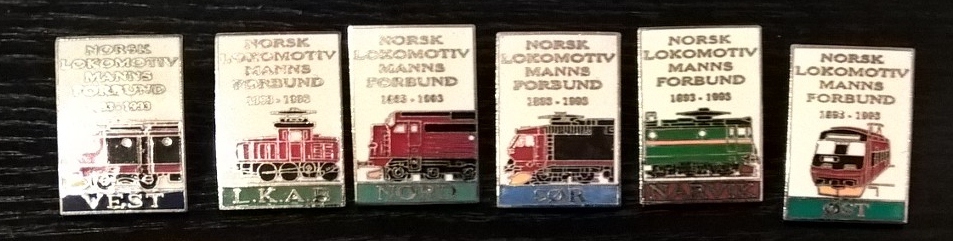 NORSK
LOKOMOTIV
MANNS
FORBUND
VEST
NORSK
LOKOMOTIV
MANNS
FORBUND
1893-1993
L.K.A.B
NORSK
LOKOMOTIV
MANNS
FORBUND
1893-1993
NORD
NORSK
LOKOMOTIV
MANNS
FORBUND
1893-1993
SØR
NORSK
LOKOMOTIV
MANNS
FORBUND
1893-1993
NARVIK
NORSK
LOKOMOTIV
MANNS
FORBUND
1893-1993
ØST